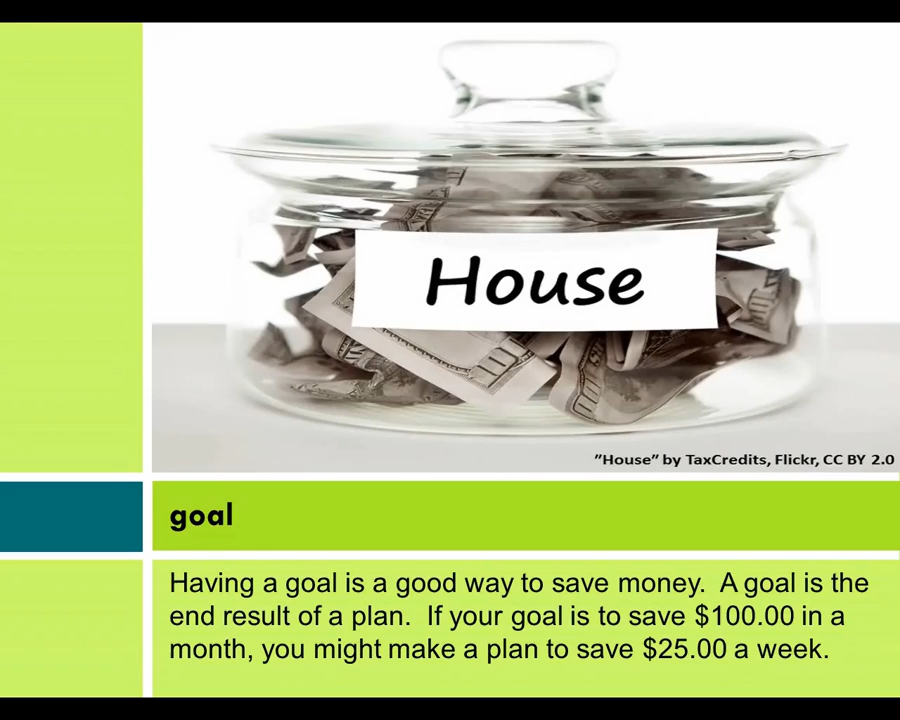 House
"House" by TaxCredits, Flickr, CC BY 2.0
goal
Having a goal is a good way to save money.  A goal is the
end result of a plan.  If your goal is to save $100.00 in a
month, you might make a plan to save $25.00 a week.